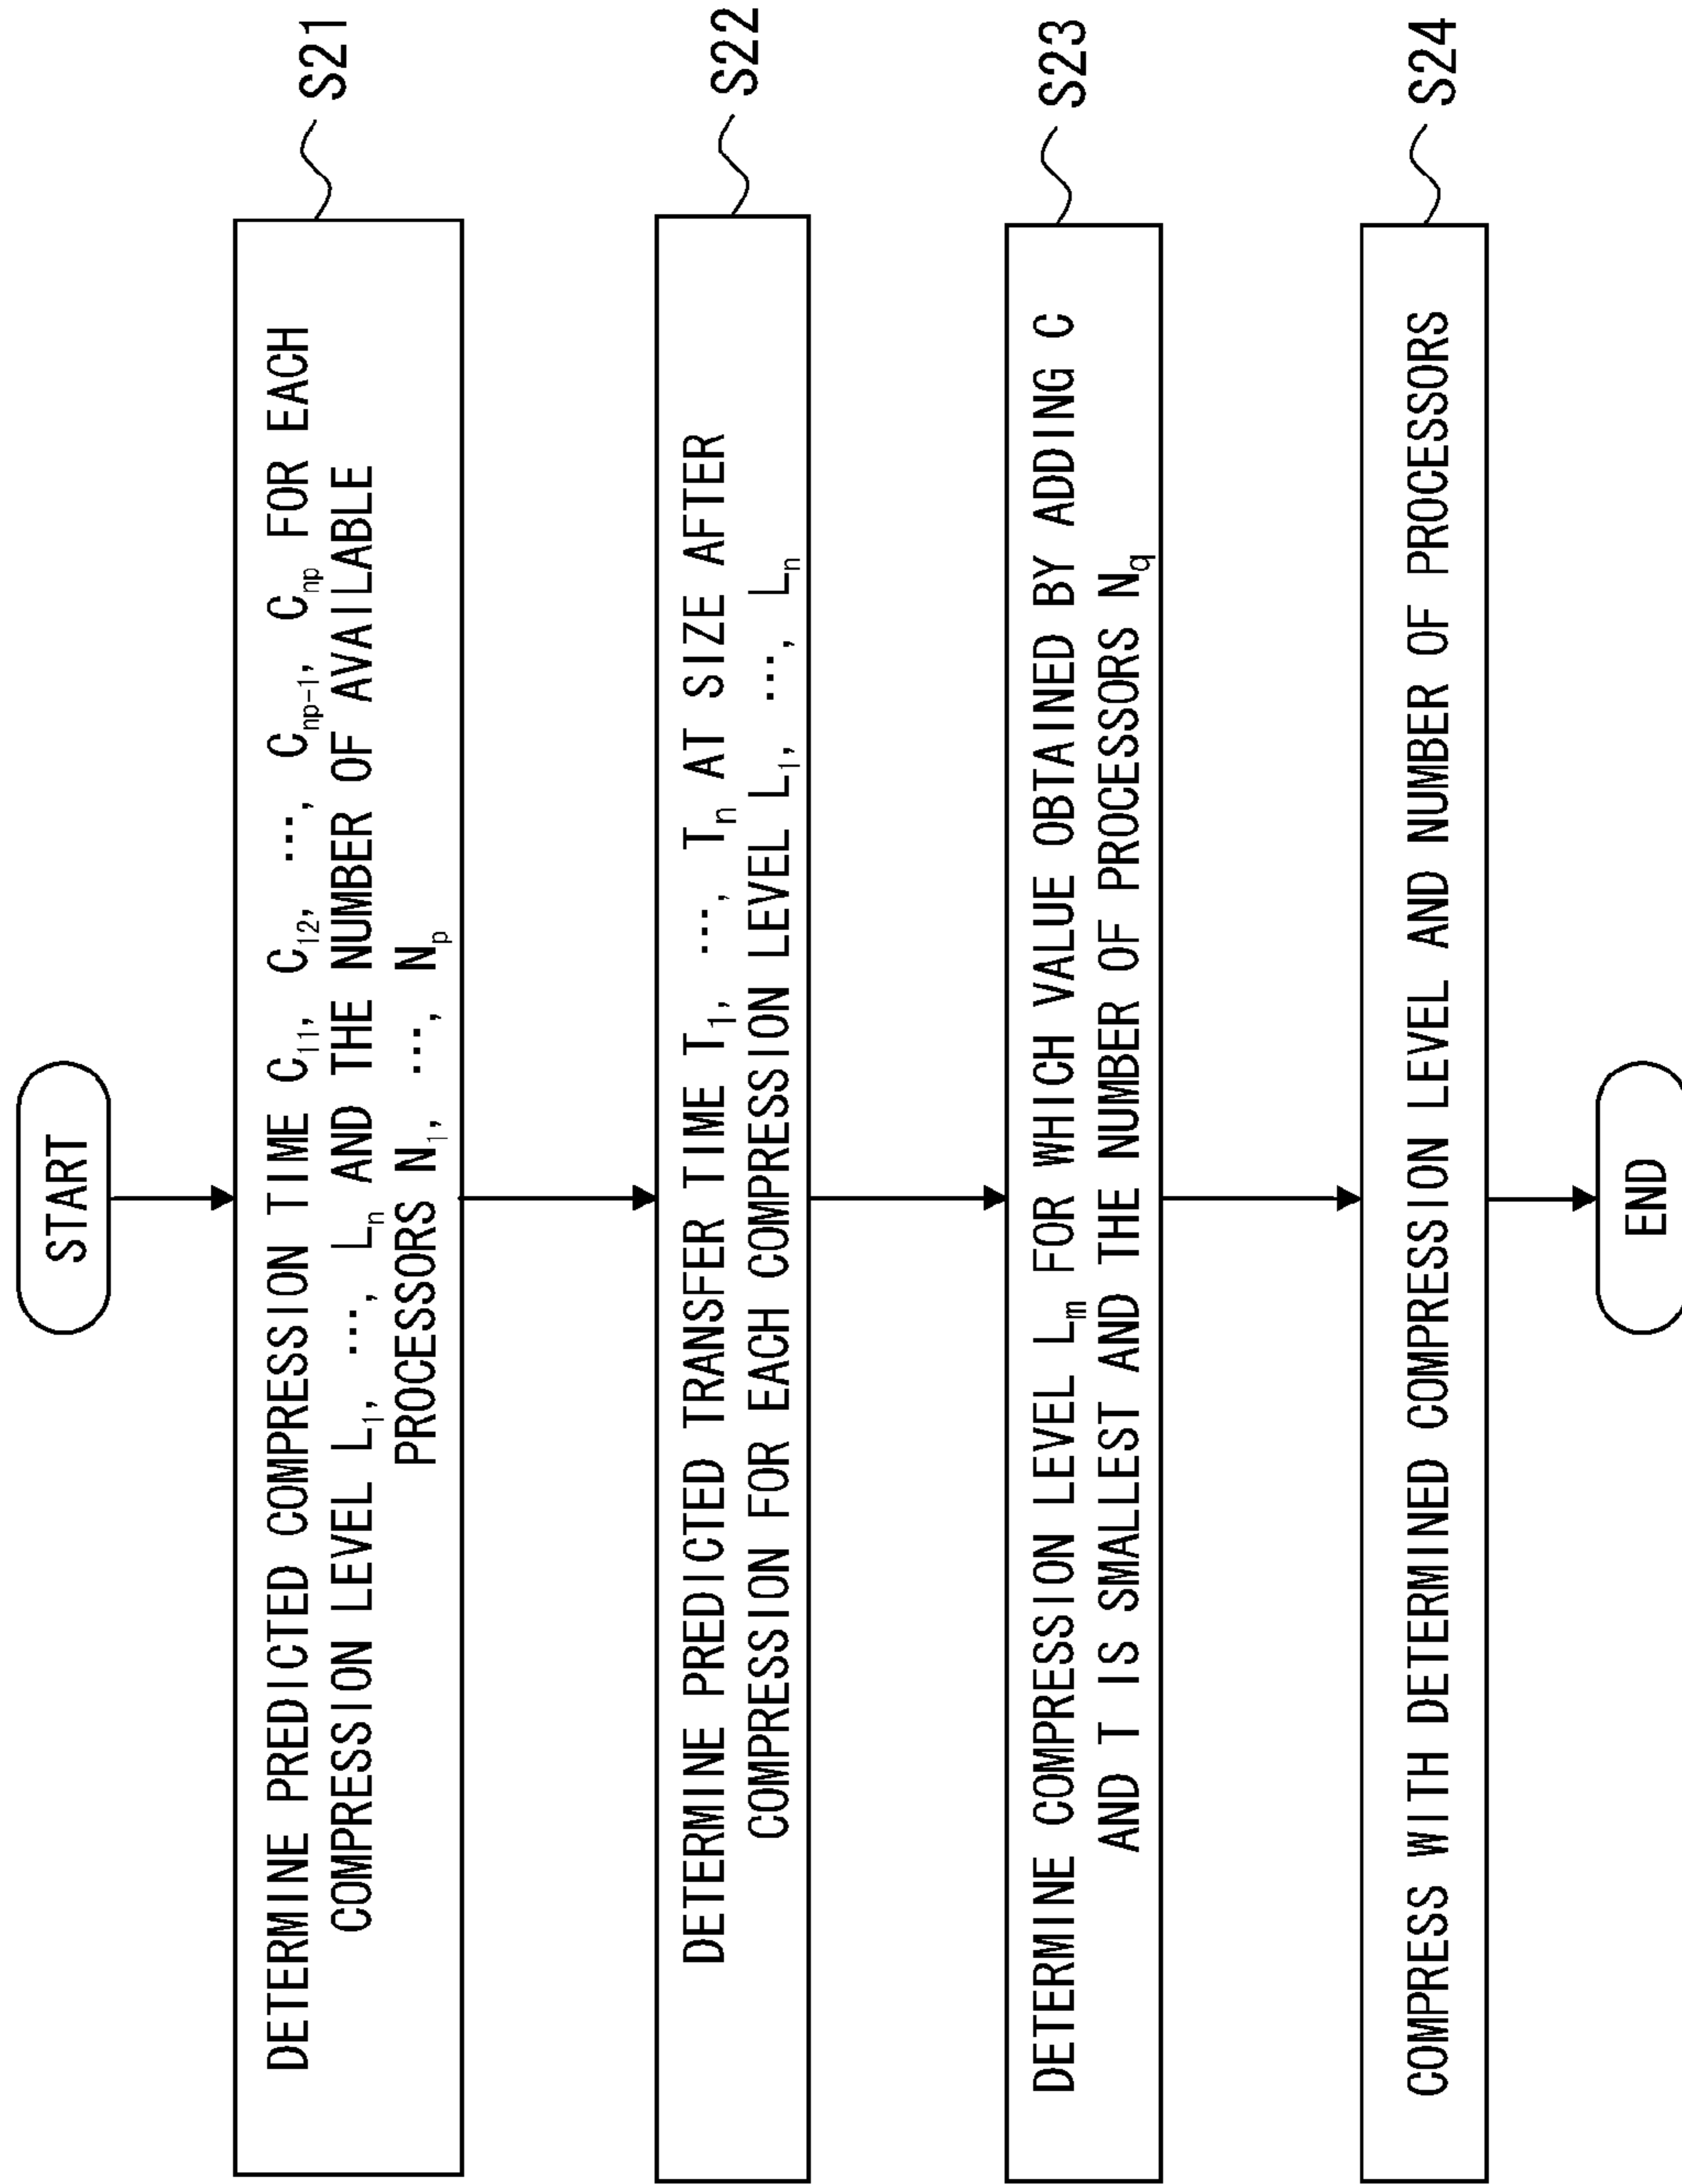 START
DETERMINE PREDICTED COMPRESSION TIME C₁₁, C₁₂, ···, Cₙₚ₋₁, Cₙₚ FOR EACH
COMPRESSION LEVEL L₁, ···, Lₙ AND THE NUMBER OF AVAILABLE
PROCESSORS N₁, ···, Nₚ
S21
DETERMINE PREDICTED TRANSFER TIME T₁, ···, Tₙ AT SIZE AFTER
COMPRESSION FOR EACH COMPRESSION LEVEL L₁, ···, Lₙ
S22
DETERMINE COMPRESSION LEVEL Lₘ FOR WHICH VALUE OBTAINED BY ADDING C
AND T IS SMALLEST AND THE NUMBER OF PROCESSORS N_q
S23
COMPRESS WITH DETERMINED COMPRESSION LEVEL AND NUMBER OF PROCESSORS
S24
END